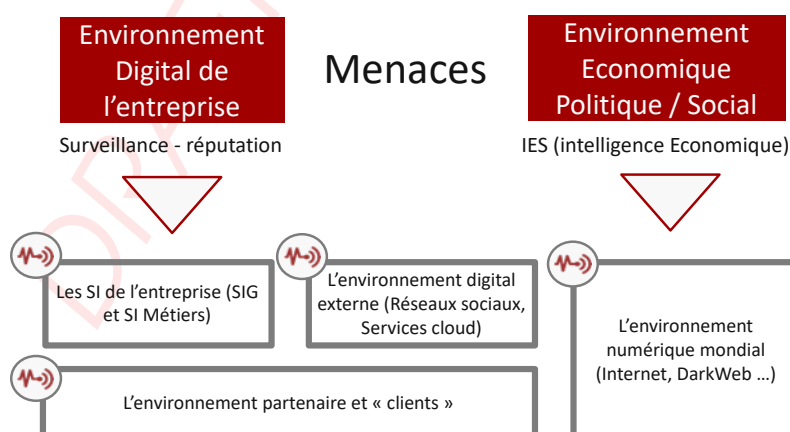 Environnement
Digital de
l'entreprise
Menaces
Environnement
Economique
Politique / Social
Surveillance - réputation
IES (intelligence Economique)
Les SI de l'entreprise (SIG
et SI Métiers)
L'environnement digital
externe (Réseaux sociaux,
Services cloud)
L'environnement
numérique mondial
(Internet, DarkWeb ...)
L'environnement partenaire et « clients »